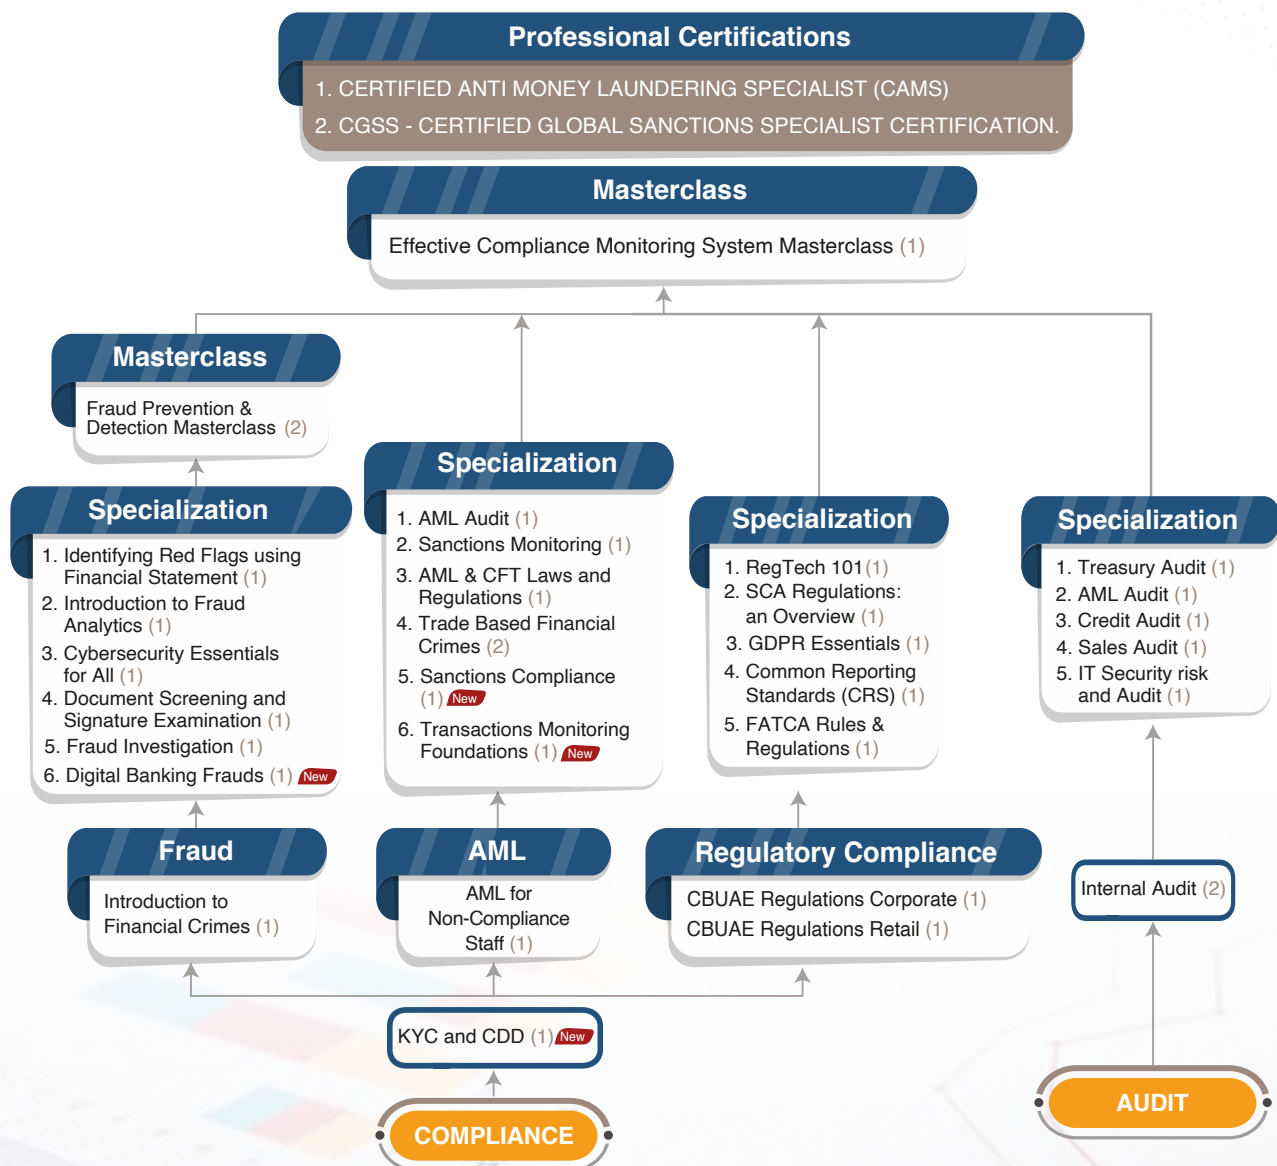 Professional Certifications
1. CERTIFIED ANTI MONEY LAUNDERING SPECIALIST (CAMS)
2. CGSS - CERTIFIED GLOBAL SANCTIONS SPECIALIST CERTIFICATION.
Masterclass
Effective Compliance Monitoring System Masterclass (1)
Masterclass
Fraud Prevention &
Detection Masterclass (2)
Specialization
1. Identifying Red Flags using
Financial Statement (1)
2. Introduction to Fraud
Analytics (1)
3. Cybersecurity Essentials
for All (1)
4. Document Screening and
Signature Examination (1)
5. Fraud Investigation (1)
6. Digital Banking Frauds (1) New
Specialization
1. AML Audit (1)
2. Sanctions Monitoring (1)
3. AML & CFT Laws and
Regulations (1)
4. Trade Based Financial
Crimes (2)
5. Sanctions Compliance
(1) New
6. Transactions Monitoring
Foundations (1) New
Specialization
1. RegTech 101 (1)
2. SCA Regulations:
an Overview (1)
3. GDPR Essentials (1)
4. Common Reporting
Standards (CRS) (1)
5. FATCA Rules &
Regulations (1)
Specialization
1. Treasury Audit (1)
2. AML Audit (1)
3. Credit Audit (1)
4. Sales Audit (1)
5. IT Security risk
and Audit (1)
Fraud
Introduction to
Financial Crimes (1)
AML
AML for
Non-Compliance
Staff (1)
Regulatory Compliance
CBUAE Regulations Corporate (1)
CBUAE Regulations Retail (1)
Internal Audit (2)
KYC and CDD (1) New
COMPLIANCE
AUDIT